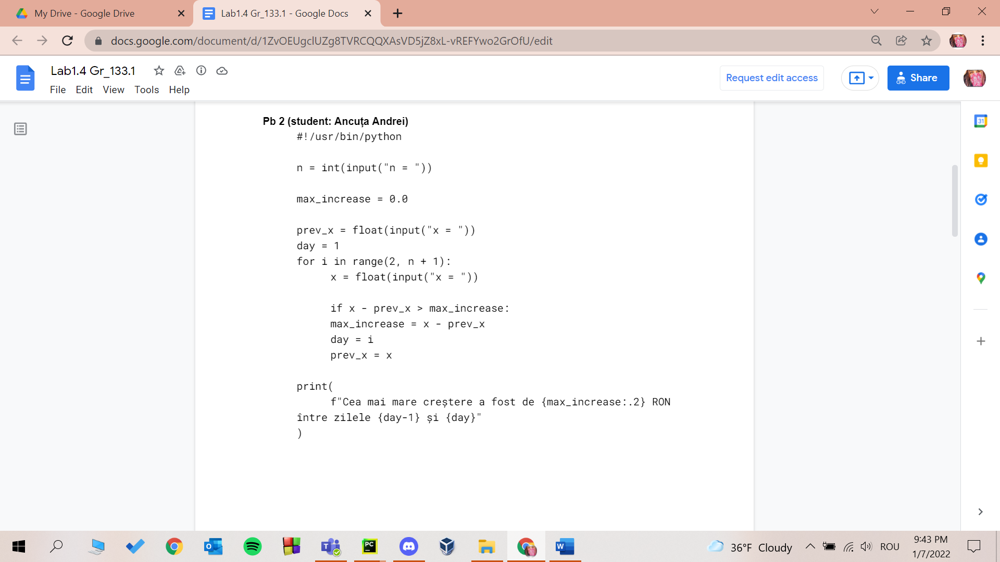 My Drive - Google Drive
Lab1.4 Gr_133.1 - Google Docs
docs.google.com/document/d/1ZvOEUgclUZg8TVRCQQXAsVD5jZ8xL-vREFYwo2GrOfU/edit
Lab1.4 Gr_133.1
File Edit View Tools Help
Request edit access
Share
Pb 2 (student: Ancuța Andrei)
#!/usr/bin/python
n = int(input("n = "))
max_increase = 0.0
prev_x = float(input("x = "))
day = 1
for i in range(2, n + 1):
x = float(input("x = "))
if x - prev_x > max_increase:
max_increase = x - prev_x
day = i
prev_x = x
print(
f"Cea mai mare creștere a fost de {max_increase:.2} RON
între zilele {day-1} și {day}"
)
31
PC
W
36°F Cloudy
ROU
9:43 PM
1/7/2022